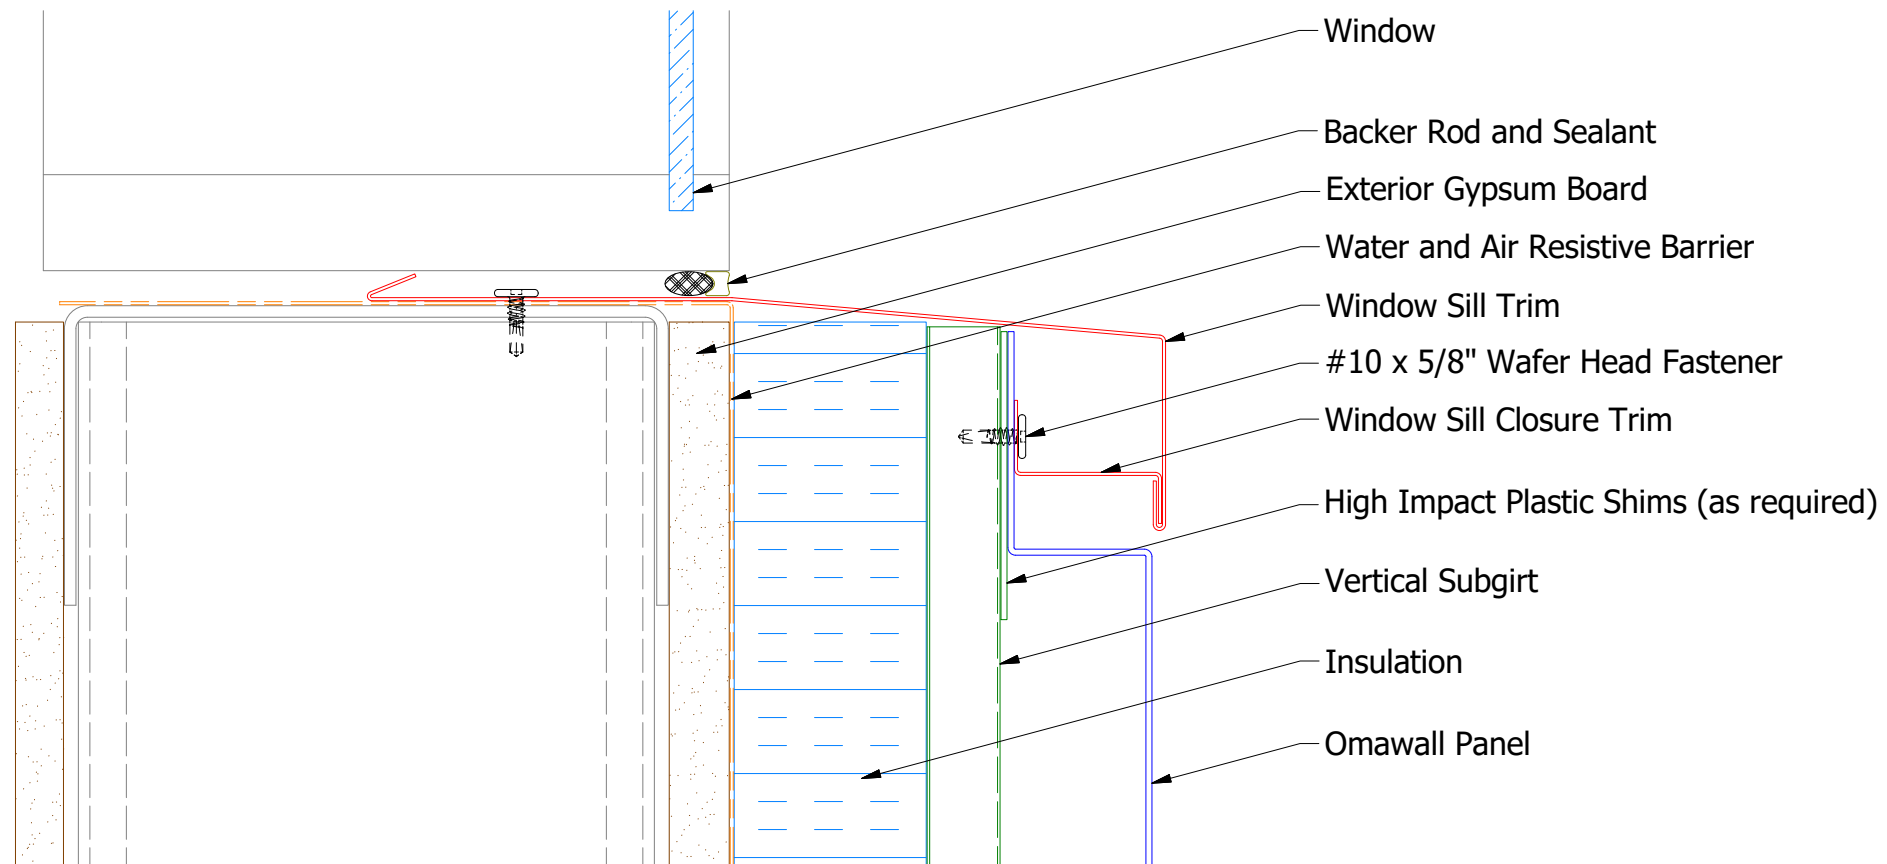 Window
Backer Rod and Sealant
Exterior Gypsum Board
Water and Air Resistive Barrier
Window Sill Trim
#10 x 5/8" Wafer Head Fastener
Window Sill Closure Trim
High Impact Plastic Shims (as required)
Vertical Subgirt
Insulation
Omawall Panel